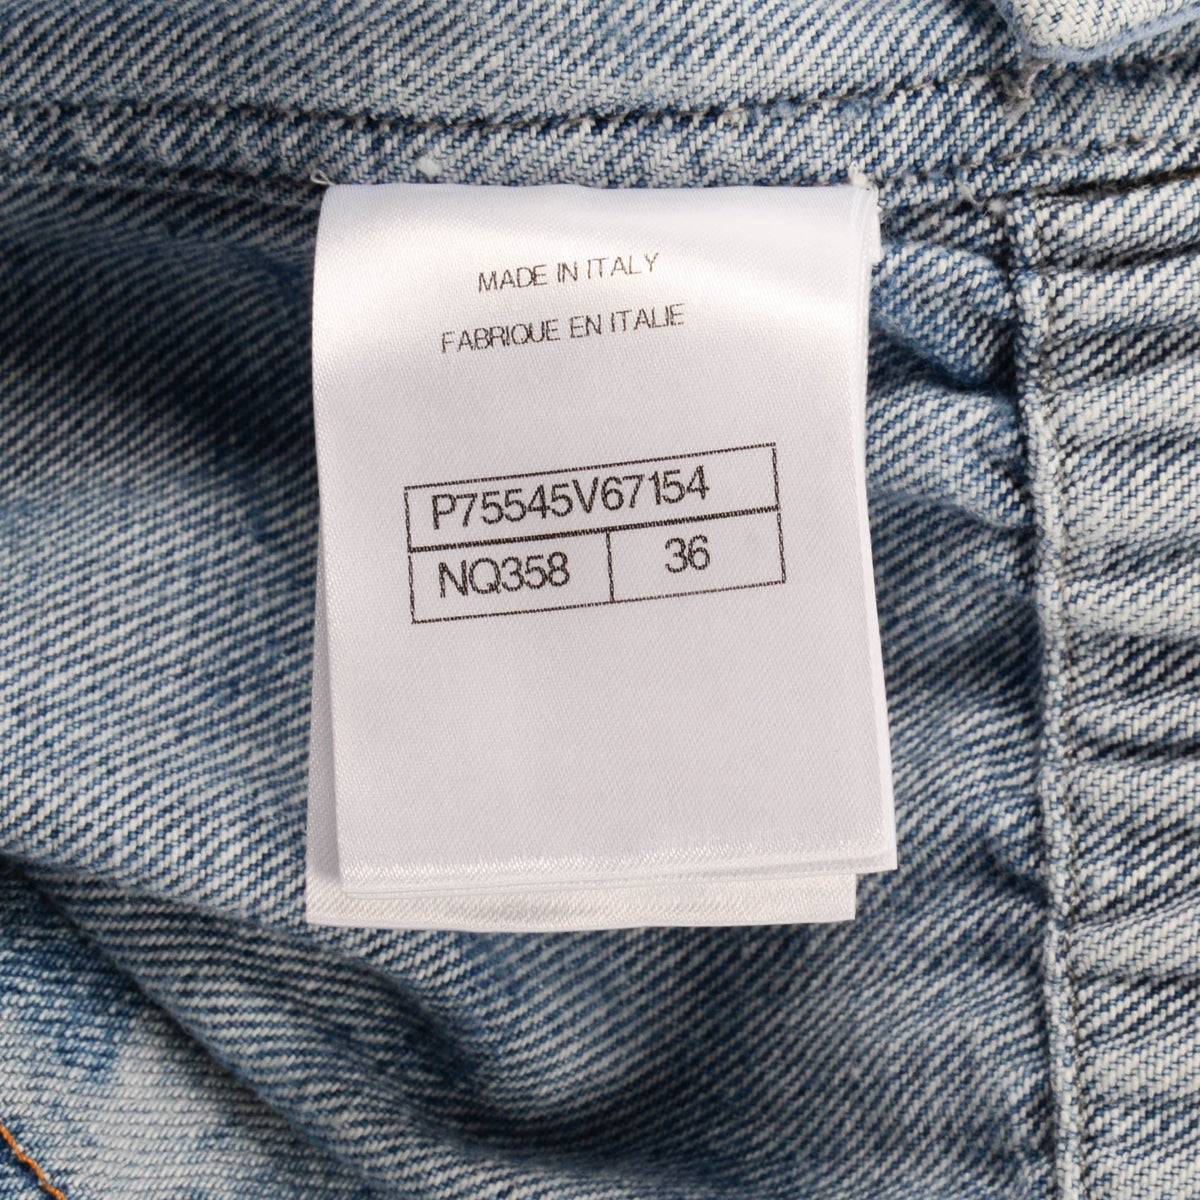 MADE IN ITALY
FABRIQUE EN ITALIE
P75545V67154
NQ358 36